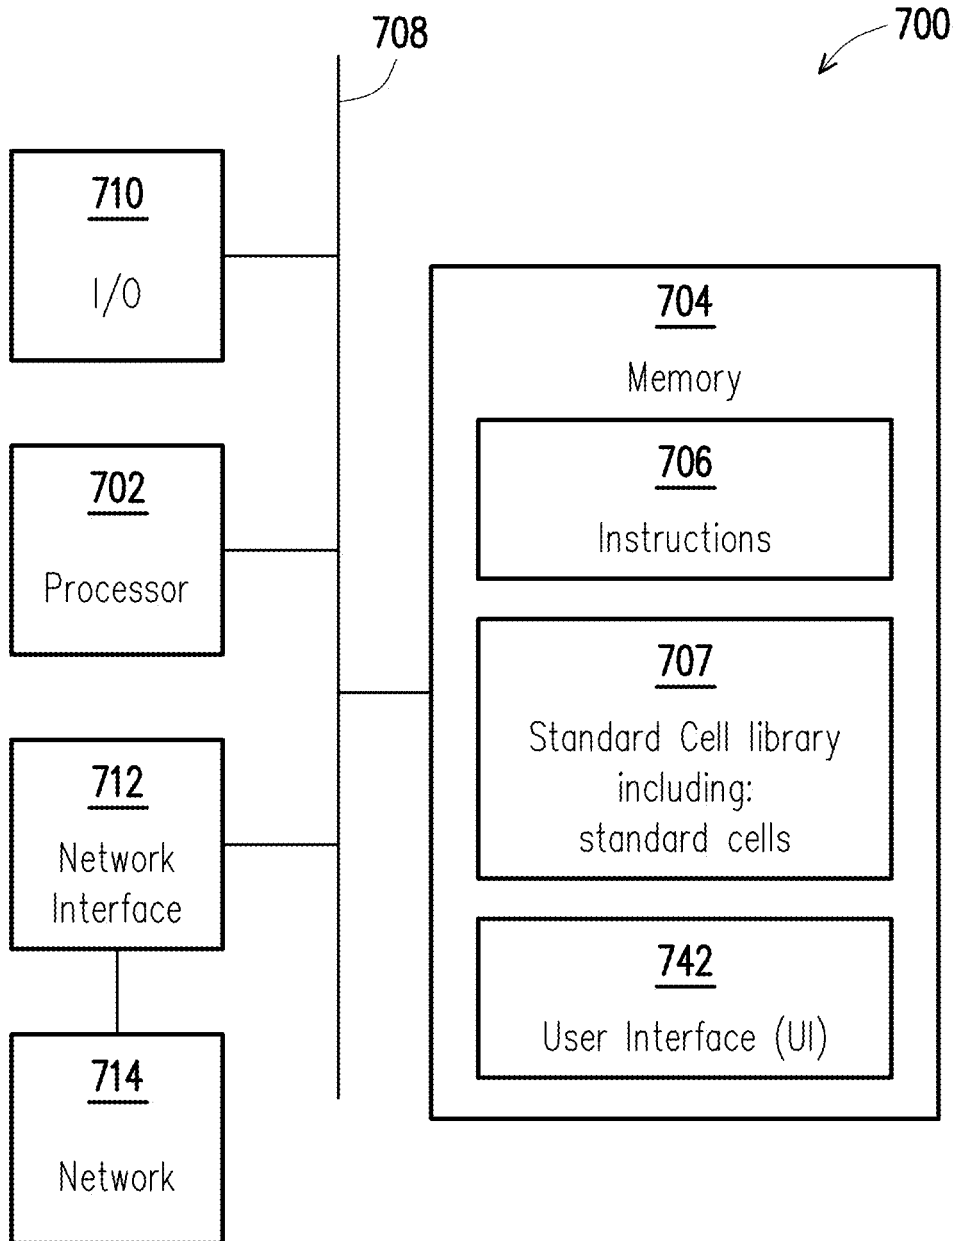 708
700
710
I/O
702
Processor
712
Network
Interface
714
Network
704
Memory
706
Instructions
707
Standard Cell library
including:
standard cells
742
User Interface (UI)